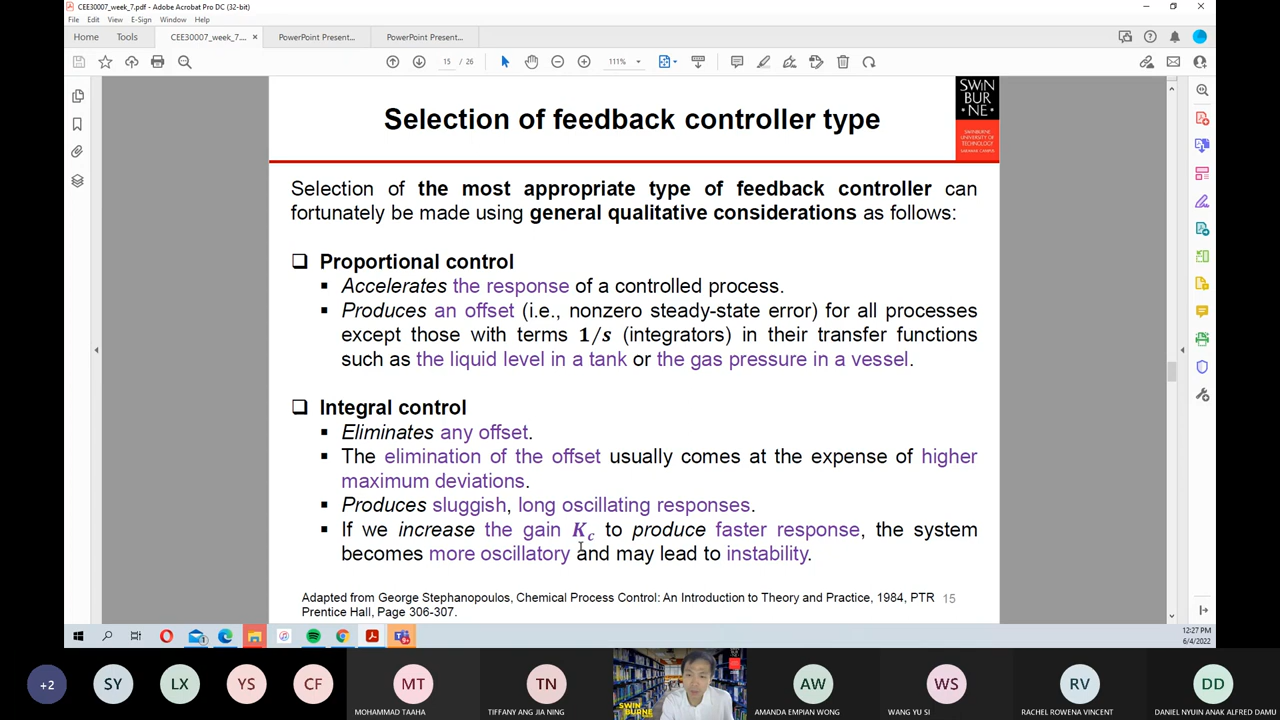 CEE30007_week_7.pdf - Adobe Acrobat Pro DC (32-bit)
File Edit View E-Sign Window Help
Home Tools CEE30007_week_7.... × PowerPoint Present... PowerPoint Present...
15 / 26 111%
SWIN
BUR
* NE *
SWINBURNE
UNIVERSITY OF
TECHNOLOGY
SARAWAK CAMPUS
Selection of feedback controller type
Selection of the most appropriate type of feedback controller can
fortunately be made using general qualitative considerations as follows:
❑ Proportional control
▪ Accelerates the response of a controlled process.
▪ Produces an offset (i.e., nonzero steady-state error) for all processes
except those with terms 1/s (integrators) in their transfer functions
such as the liquid level in a tank or the gas pressure in a vessel.
❑ Integral control
▪ Eliminates any offset.
▪ The elimination of the offset usually comes at the expense of higher
maximum deviations.
▪ Produces sluggish, long oscillating responses.
▪ If we increase the gain Kc to produce faster response, the system
becomes more oscillatory and may lead to instability.
Adapted from George Stephanopoulos, Chemical Process Control: An Introduction to Theory and Practice, 1984, PTR
Prentice Hall, Page 306-307.
15
12:27 PM
6/4/2022
+2 SY LX YS CF MT TN AW WS RV DD
SWIN
BURNE
MOHAMMAD TAAHA TIFFANY ANG JIA NING AMANDA EMPIAN WONG WANG YU SI RACHEL ROWENA VINCENT DANIEL NYUIN ANAK ALFRED DAMU